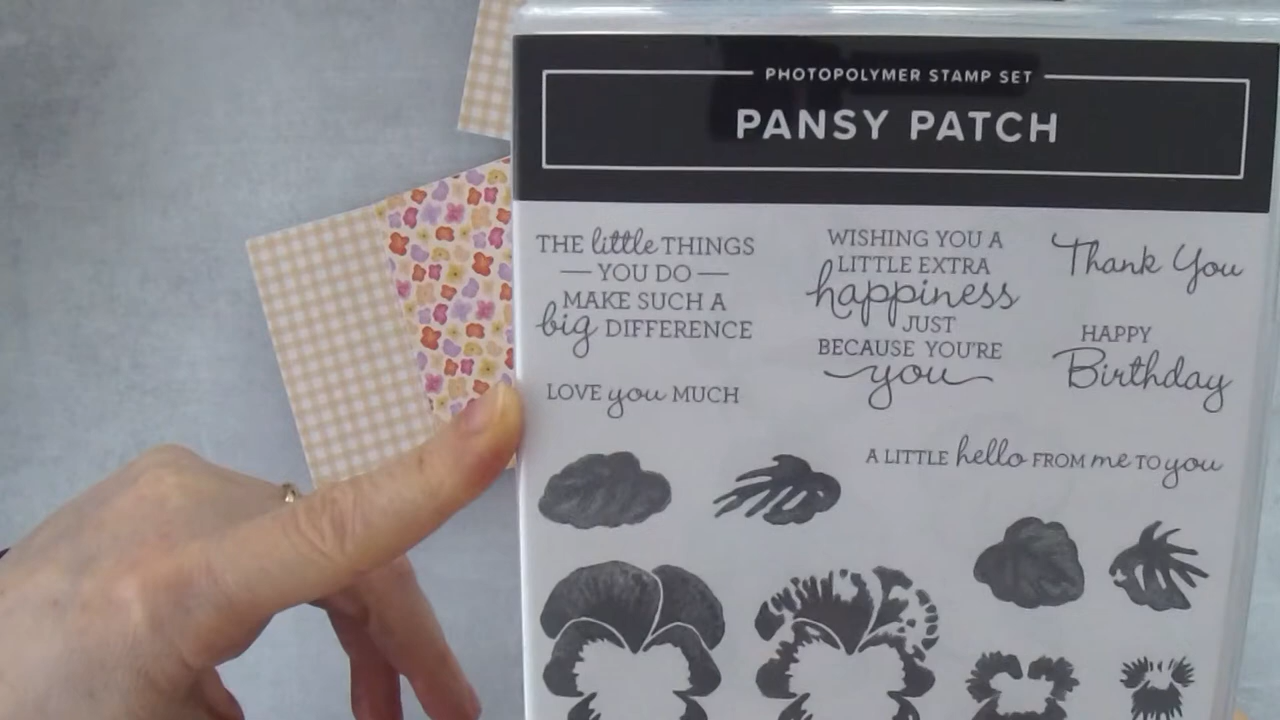 PHOTOPOLYMER STAMP SET
PANSY PATCH
THE little THINGS
YOU DO
MAKE SUCH A
big DIFFERENCE
LOVE you MUCH
WISHING YOU A
LITTLE EXTRA
happiness
JUST
BECAUSE YOU'RE
you
Thank You
HAPPY
Birthday
A LITTLE hello FROM me TO you